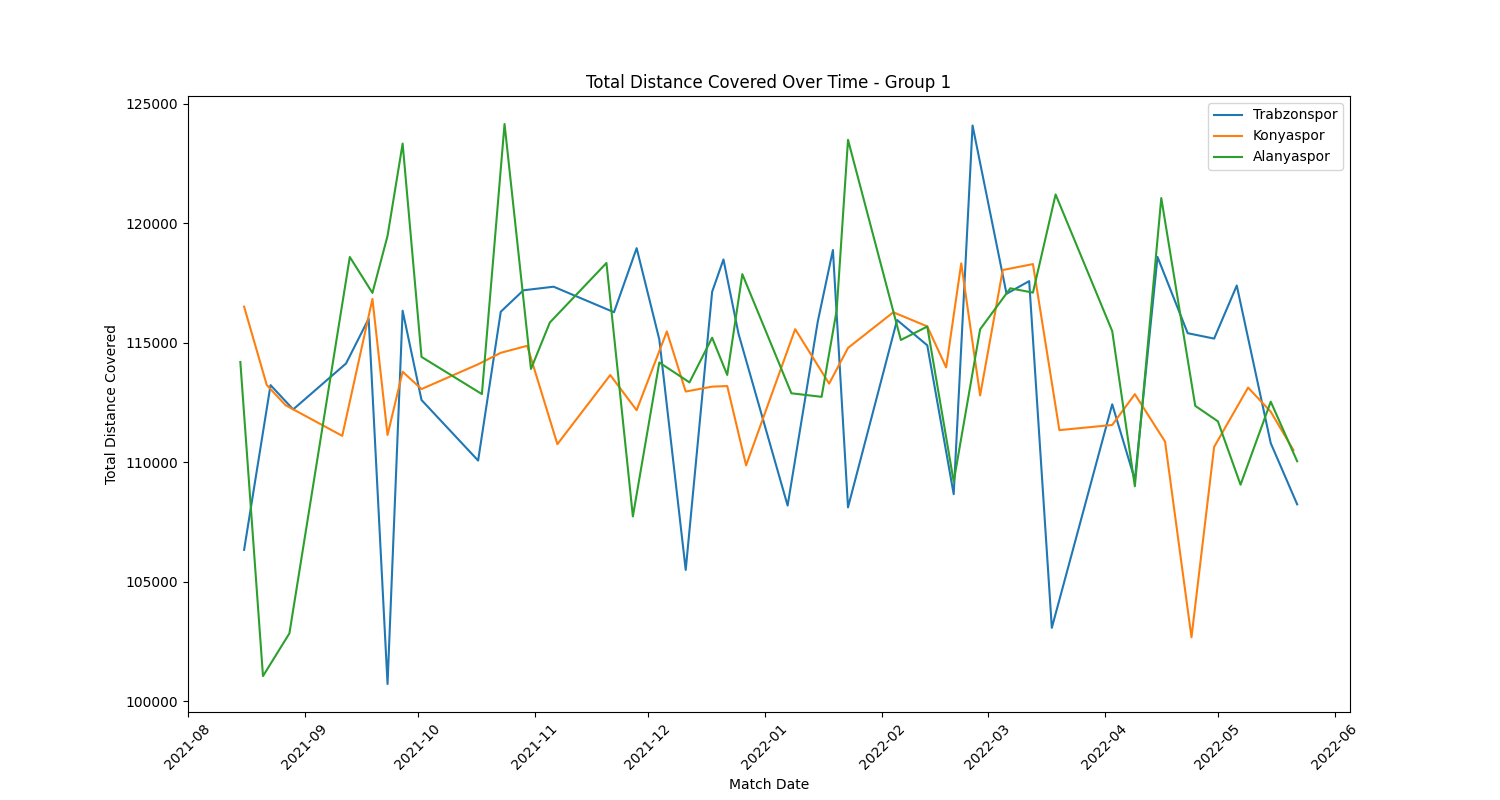 Total Distance Covered Over Time - Group 1
Trabzonspor
Konyaspor
Alanyaspor
Total Distance Covered
125000
120000
115000
110000
105000
100000
2021-08
2021-09
2021-10
2021-11
2021-12
2022-01
2022-02
2022-03
2022-04
2022-05
2022-06
Match Date